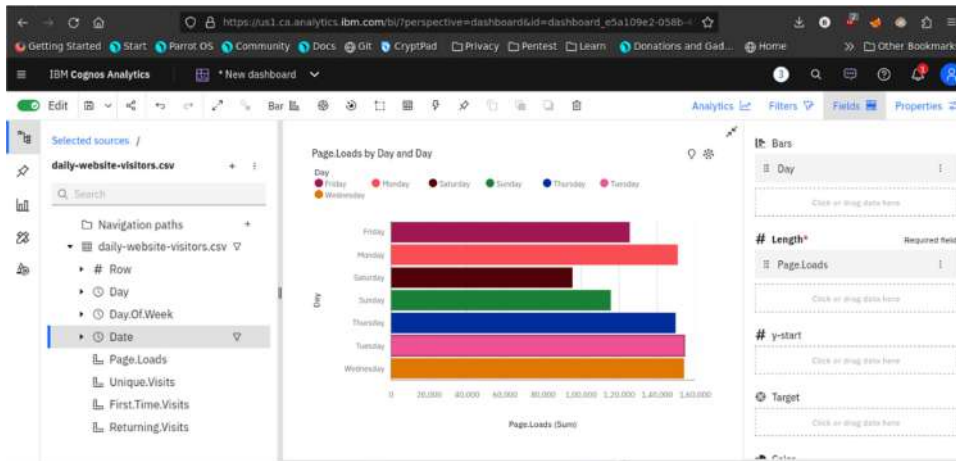 https://us1.ca.analytics.ibm.com/bi/?perspective=dashboard&id=dashboard_e5a109e2-058b-
Getting Started Start Parrot OS Community Docs Git CryptPad Privacy Pentest Learn Donations and Gad... Home Other Bookmark
IBM Cognos Analytics * New dashboard 3
Edit Bar Analytics Filters Fields Properties
Selected sources /
daily-website-visitors.csv
Search
Navigation paths
daily-website-visitors.csv
# Row
Day
Day.Of.Week
Date
Page.Loads
Unique.Visits
First.Time.Visits
Returning.Visits
Page.Loads by Day and Day
Day
Friday Monday Saturday Sunday Thursday Tuesday
Wednesday
Friday
Monday
Saturday
Sunday
Thursday
Tuesday
Wednesday
Day
0 20,000 40,000 60,000 80,000 1,00,000 1,20,000 1,40,000 1,60,000
Page.Loads (Sum)
Bars
Day
Click or drag data here
# Length* Required field
Page.Loads
Click or drag data here
# y-start
Click or drag data here
Target
Click or drag data here